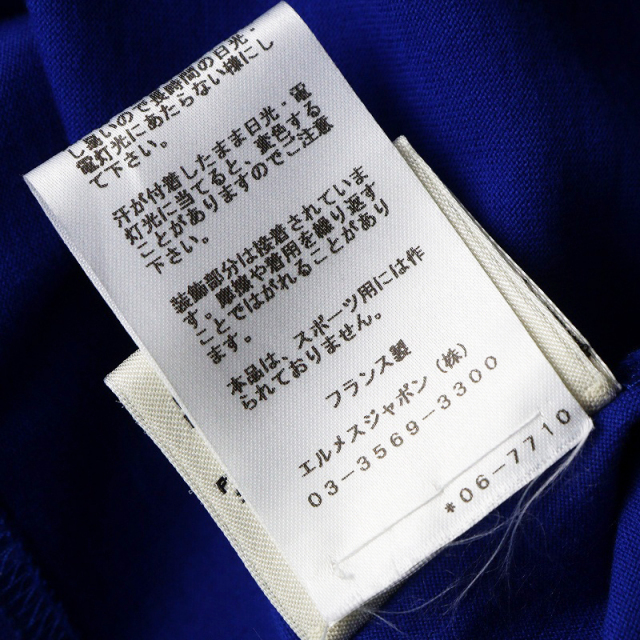 し易いので長時間の日光・
電灯光にあたらない様にし
て下さい。
汗が付着したまま日光・電
灯光に当てると、変色する
ことがありますのでご注意
下さい。
装飾部分は接着されていま
す。摩擦や着用を繰り返す
ことではがれることがあり
ます。
本品は、スポーツ用には作
られておりません。
フランス製
エルメスジャポン(株)
03-3569-3300
*06-7710